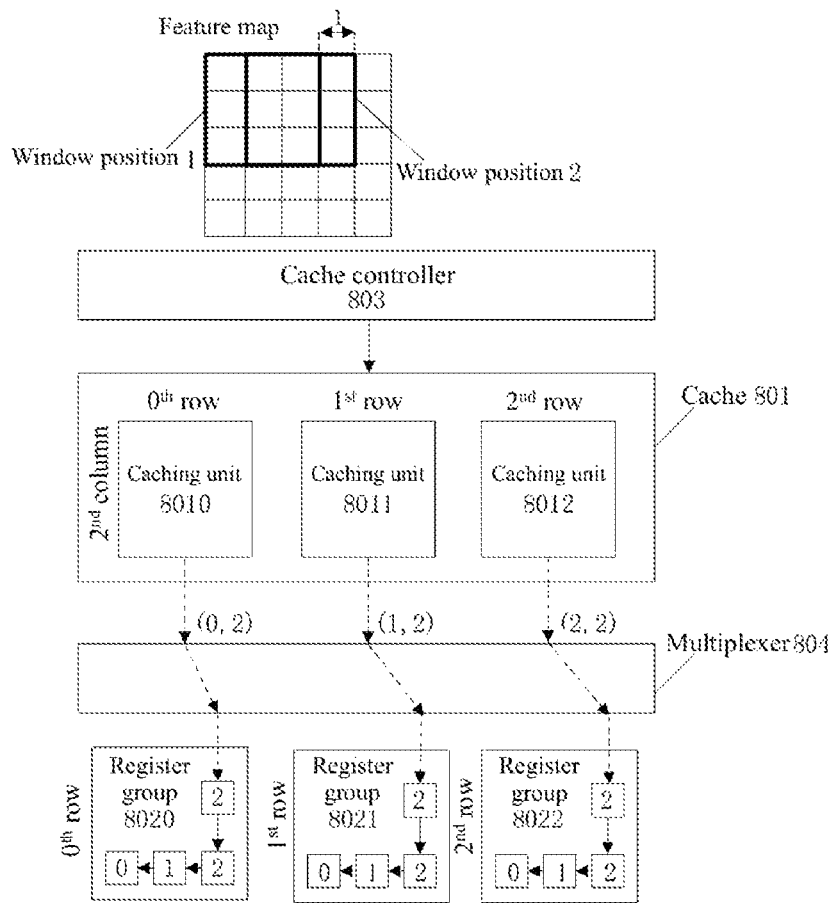 Feature map
1
Window position 1
Window position 2
Cache controller
803
Cache 801
0th row
1st row
2nd row
2nd column
Caching unit
8010
Caching unit
8011
Caching unit
8012
(0, 2)
(1, 2)
(2, 2)
Multiplexer 804
0th row
Register
group
8020
2
0
1
2
1st row
Register
group
8021
2
0
1
2
2nd row
Register
group
8022
2
0
1
2